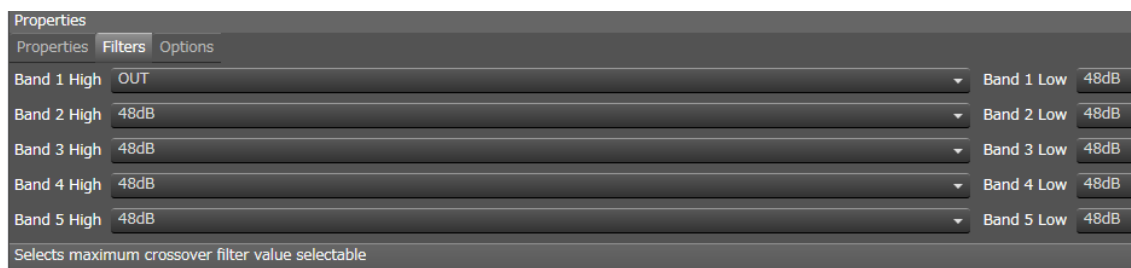 Properties
Properties Filters Options
Band 1 High OUT Band 1 Low 48dB
Band 2 High 48dB Band 2 Low 48dB
Band 3 High 48dB Band 3 Low 48dB
Band 4 High 48dB Band 4 Low 48dB
Band 5 High 48dB Band 5 Low 48dB
Selects maximum crossover filter value selectable